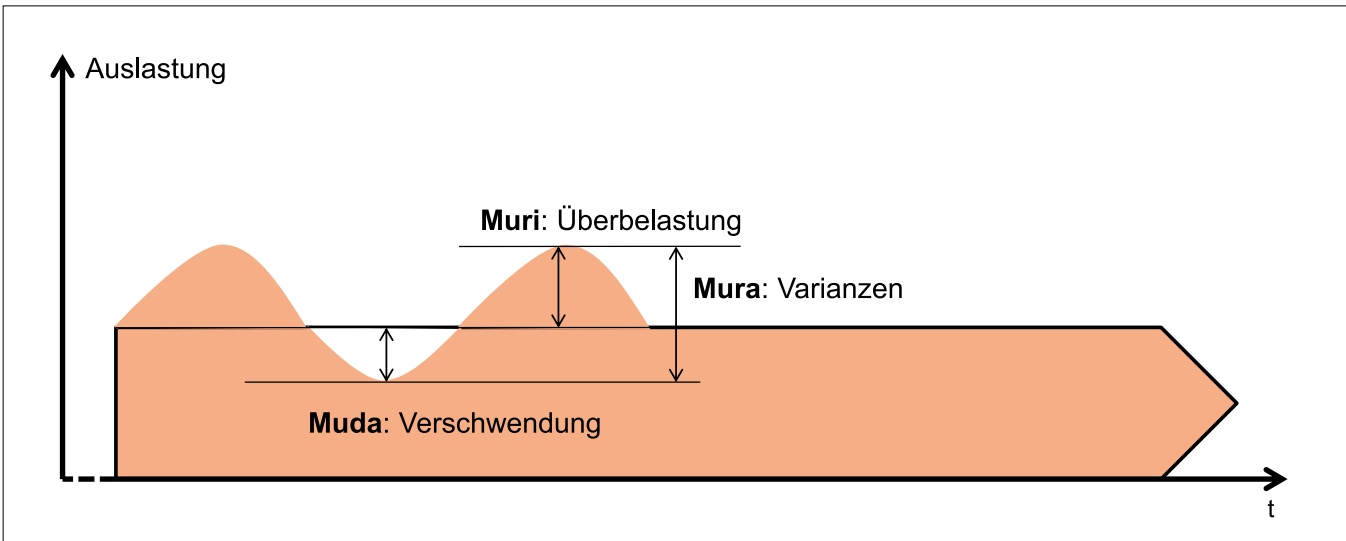 Auslastung
Muri: Überbelastung
Mura: Varianzen
Muda: Verschwendung
t